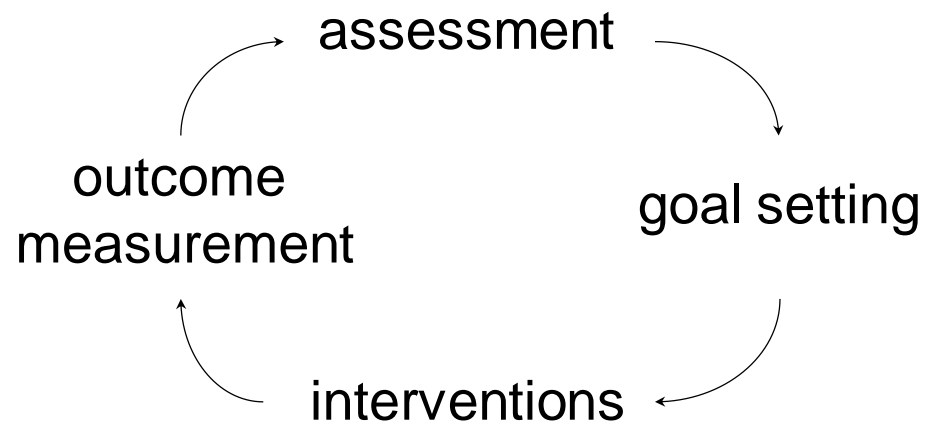 assessment
outcome
measurement
goal setting
interventions